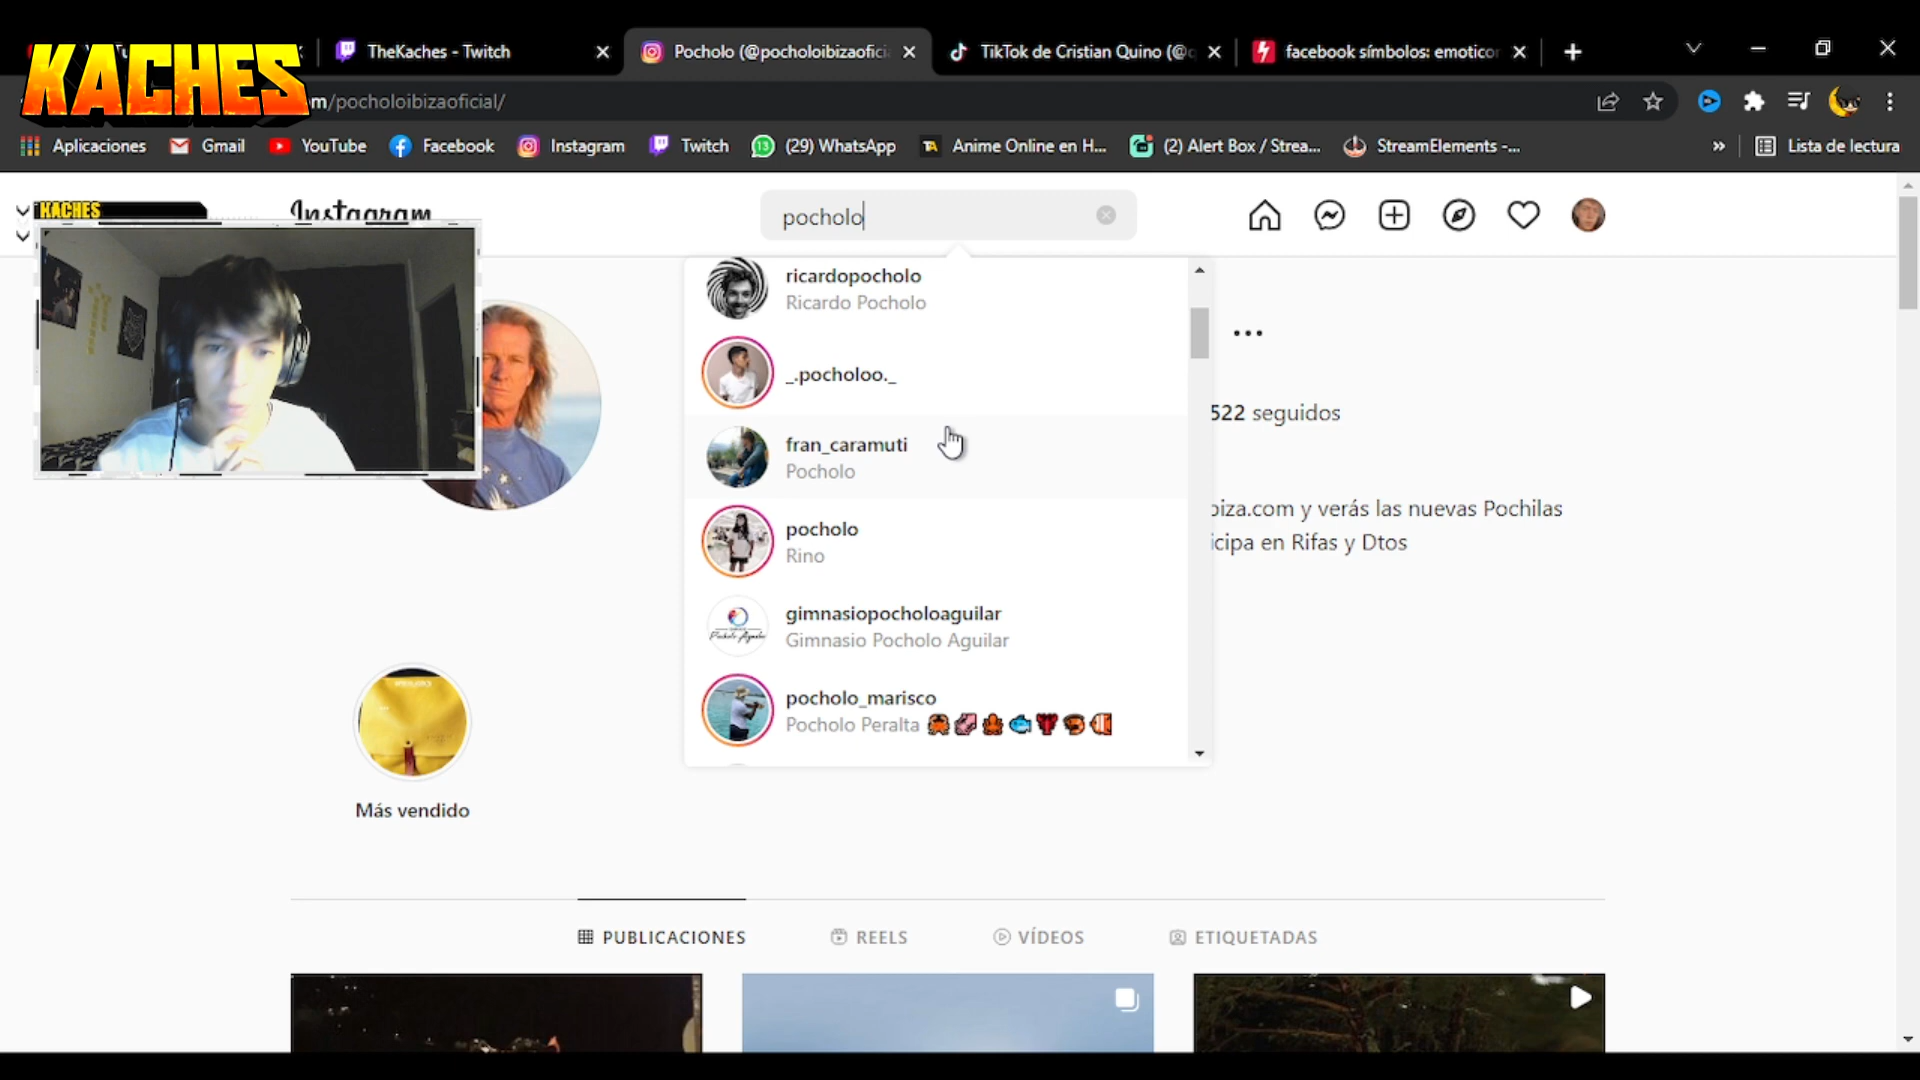 KACHES
TheKaches - Twitch
Pocholo (@pocholoibizaofici
TikTok de Cristian Quino (@q
facebook símbolos: emoticor
m/pocholoibizaoficial/
Aplicaciones
Gmail
YouTube
Facebook
Instagram
Twitch
(29) WhatsApp
Anime Online en H...
(2) Alert Box / Strea...
StreamElements -...
»
Lista de lectura
KACHES
Instagram
pocholo
ricardopocholo
Ricardo Pocholo
_.pocholoo._
fran_caramuti
Pocholo
pocholo
Rino
gimnasiopocholoaguilar
Gimnasio Pocholo Aguilar
pocholo_marisco
Pocholo Peralta 🦀🦑🐙🐟🦞🦐🐠
522 seguidos
biza.com y verás las nuevas Pochilas
icipa en Rifas y Dtos
Más vendido
PUBLICACIONES
REELS
VÍDEOS
ETIQUETADAS